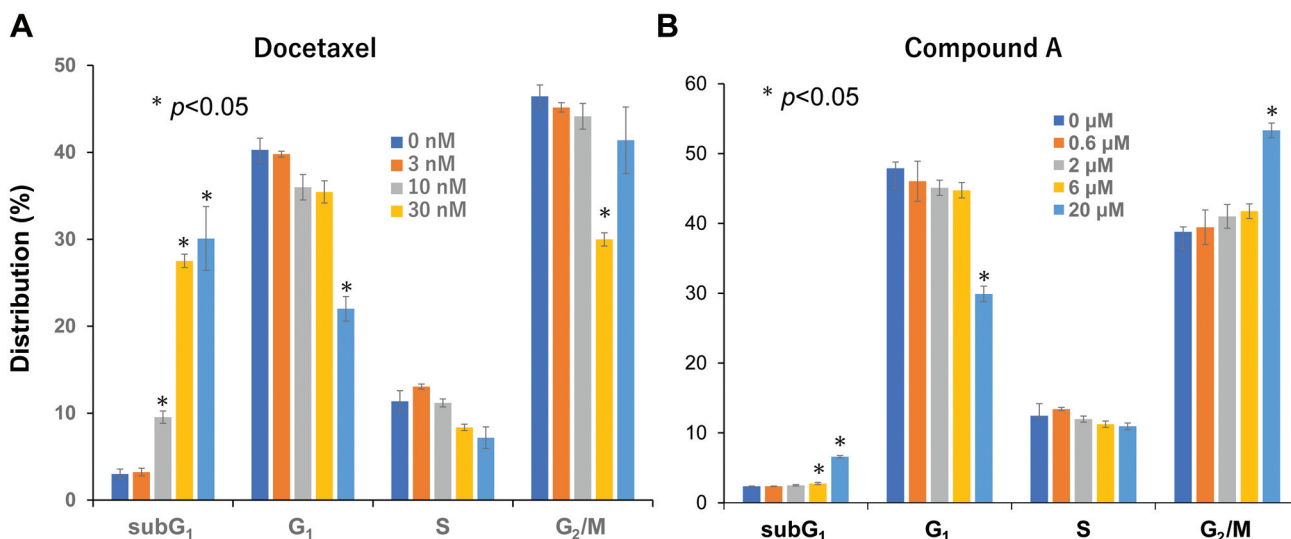 A
Docetaxel
Distribution (%)
50
40
30
20
10
0
* p<0.05
0 nM
3 nM
10 nM
30 nM
*
*
*
*
*
subG₁
G₁
S
G₂/M
B
Compound A
60
50
40
30
20
10
0
* p<0.05
0 µM
0.6 µM
2 µM
6 µM
20 µM
*
*
*
*
subG₁
G₁
S
G₂/M